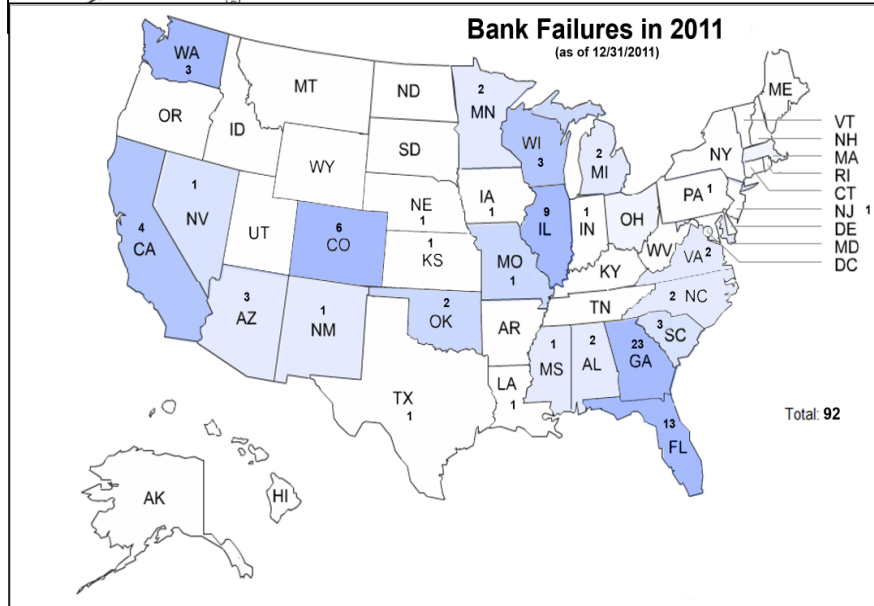 Bank Failures in 2011
(as of 12/31/2011)
WA
3
MT
ND
2
MN
ME
OR
ID
SD
WI
3
2
MI
NY
VT
NH
MA
RI
CT
NJ 1
DE
MD
DC
WY
1
NV
NE
1
IA
1
9
IL
1
IN
OH
PA 1
4
CA
UT
6
CO
1
KS
MO
1
WV
VA 2
KY
3
AZ
1
NM
2
OK
AR
TN
2 NC
3
SC
1
MS
2
AL
23
GA
TX
1
LA
1
13
FL
Total: 92
AK
HI